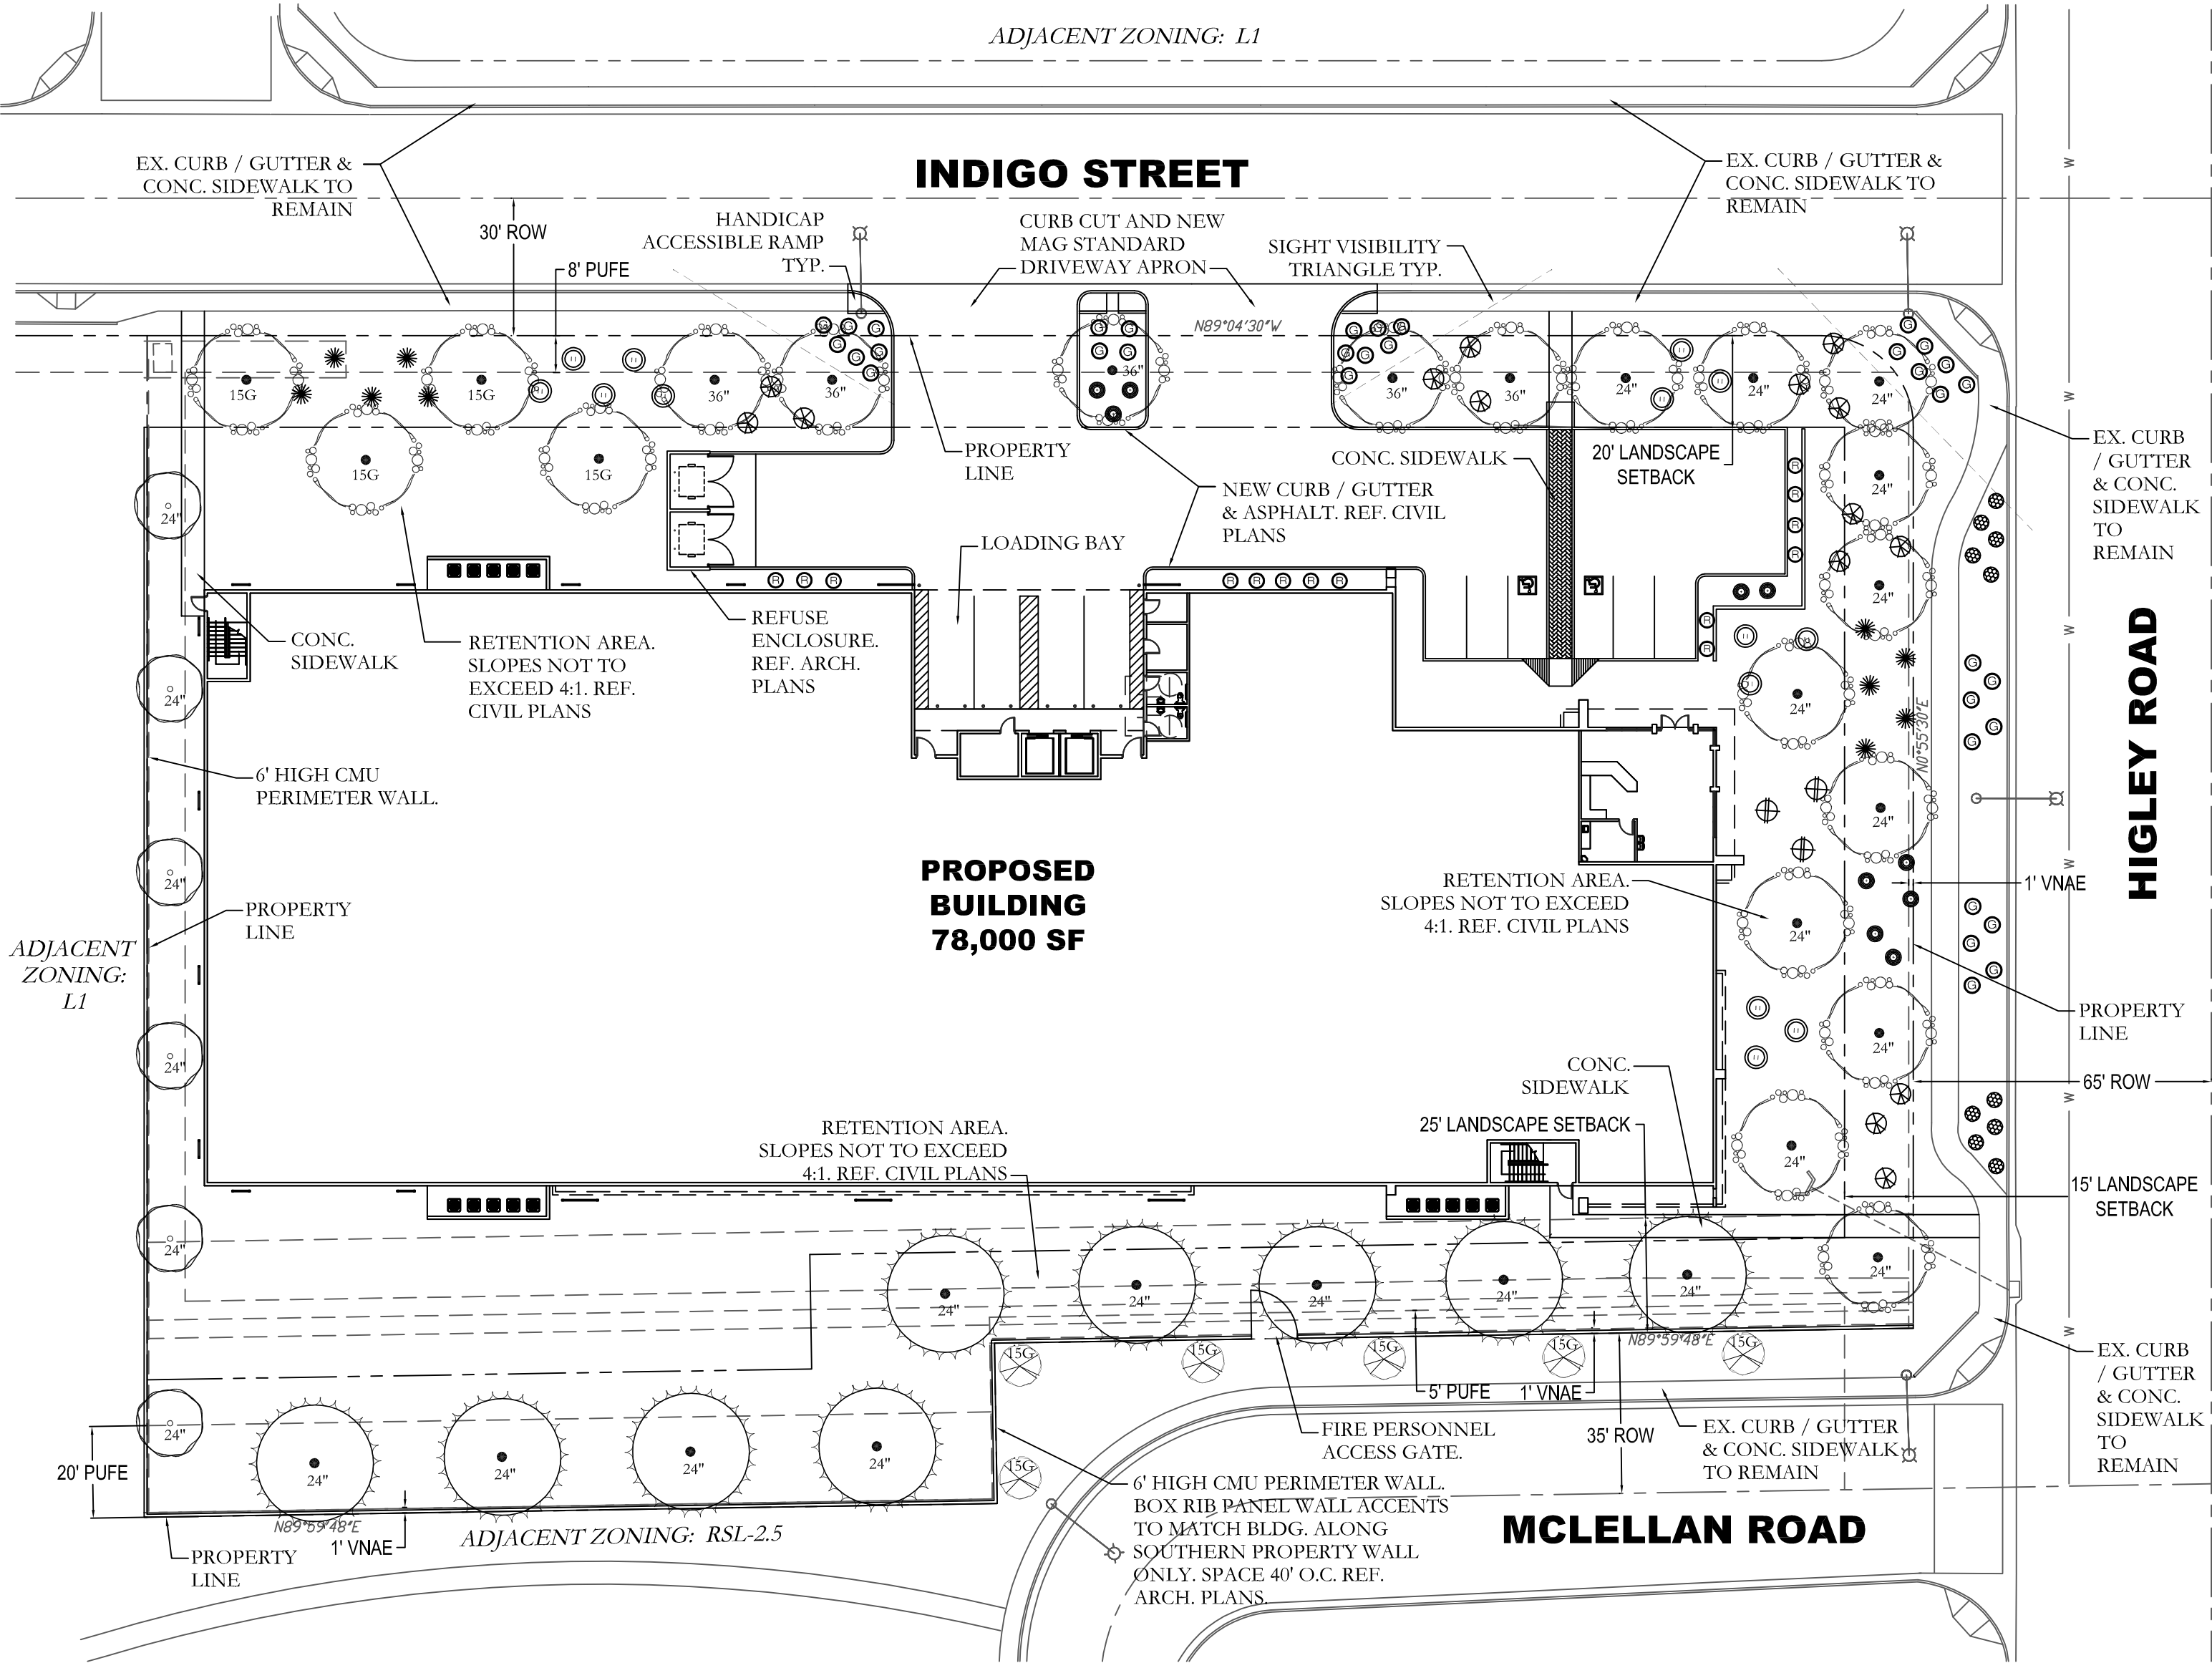 ADJACENT ZONING: L1
EX. CURB / GUTTER &
CONC. SIDEWALK TO
REMAIN
INDIGO STREET
EX. CURB / GUTTER &
CONC. SIDEWALK TO
REMAIN
30' ROW
8' PUFE
HANDICAP
ACCESSIBLE RAMP
TYP.
CURB CUT AND NEW
MAG STANDARD
DRIVEWAY APRON
SIGHT VISIBILITY
TRIANGLE TYP.
N89°04'30"W
15G
15G
36"
36"
36"
36"
36"
24"
24"
24"
15G
15G
PROPERTY
LINE
CONC. SIDEWALK
20' LANDSCAPE
SETBACK
24"
EX. CURB
/ GUTTER
& CONC.
SIDEWALK
TO
REMAIN
NEW CURB / GUTTER
& ASPHALT. REF. CIVIL
PLANS
LOADING BAY
24"
24"
CONC.
SIDEWALK
RETENTION AREA.
SLOPES NOT TO
EXCEED 4:1. REF.
CIVIL PLANS
REFUSE
ENCLOSURE.
REF. ARCH.
PLANS
24"
24"
N0°55'30"E
HIGLEY ROAD
6' HIGH CMU
PERIMETER WALL.
24"
PROPOSED
BUILDING
78,000 SF
RETENTION AREA.
SLOPES NOT TO EXCEED
4:1. REF. CIVIL PLANS
1' VNAE
24"
PROPERTY
LINE
24"
ADJACENT
ZONING:
L1
PROPERTY
LINE
24"
24"
CONC.
SIDEWALK
65' ROW
RETENTION AREA.
SLOPES NOT TO EXCEED
4:1. REF. CIVIL PLANS
25' LANDSCAPE SETBACK
24"
15' LANDSCAPE
SETBACK
24"
24"
24"
24"
24"
24"
24"
N89°59'48"E
15G
15G
15G
15G
15G
5' PUFE
1' VNAE
35' ROW
FIRE PERSONNEL
ACCESS GATE.
EX. CURB / GUTTER
& CONC. SIDEWALK
TO REMAIN
EX. CURB
/ GUTTER
& CONC.
SIDEWALK
TO
REMAIN
24"
20' PUFE
24"
24"
24"
24"
15G
6' HIGH CMU PERIMETER WALL.
BOX RIB PANEL WALL ACCENTS
TO MATCH BLDG. ALONG
SOUTHERN PROPERTY WALL
ONLY. SPACE 40' O.C. REF.
ARCH. PLANS.
MCLELLAN ROAD
N89°59'48"E
1' VNAE
ADJACENT ZONING: RSL-2.5
PROPERTY
LINE